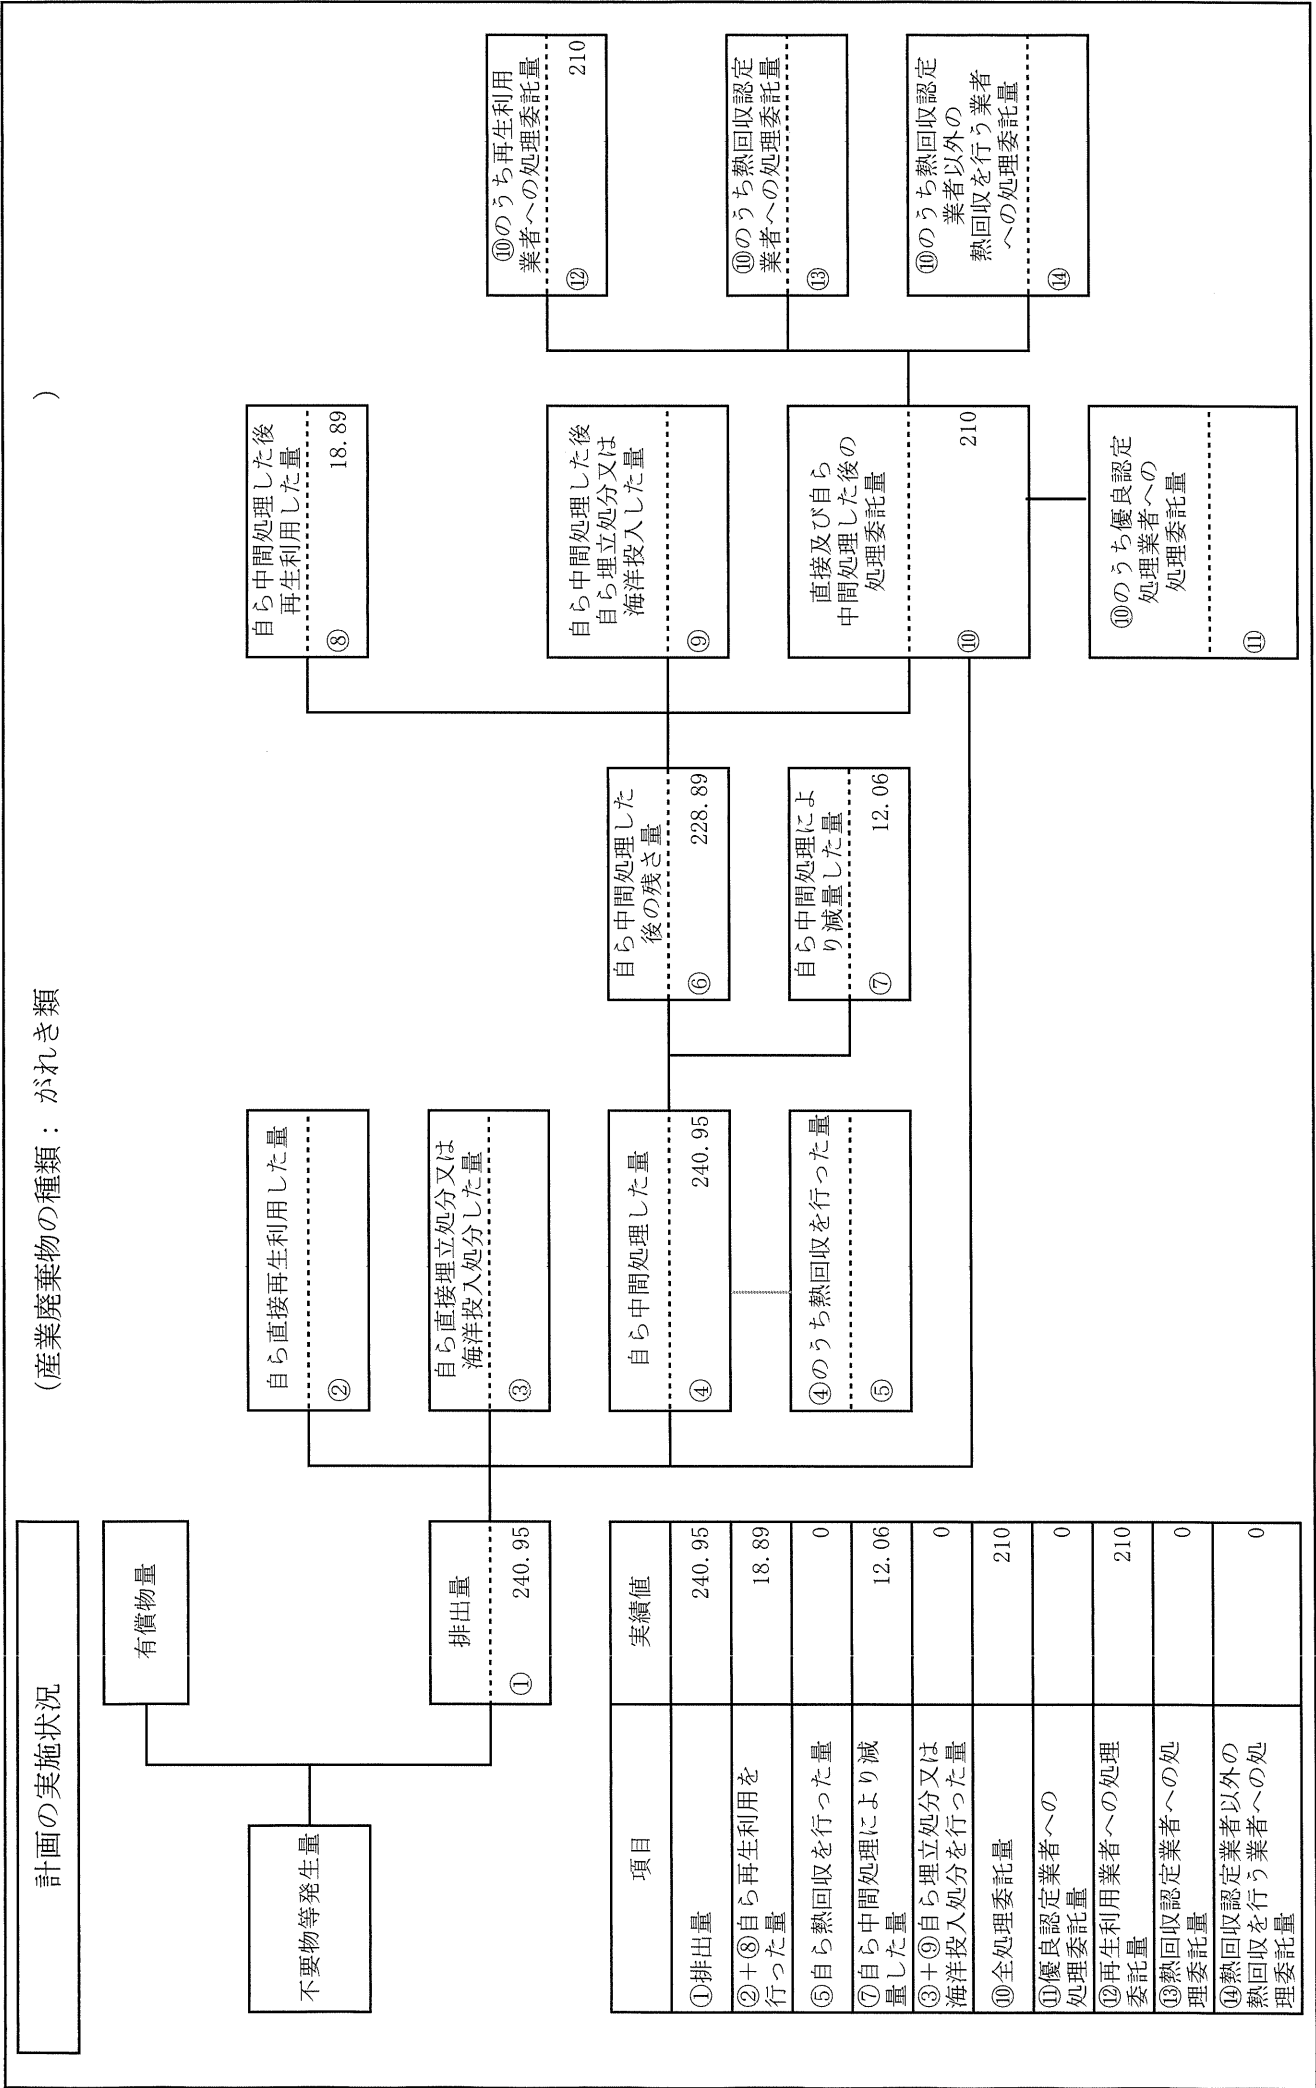 計画の実施状況
(産業廃棄物の種類： がれき類
)
不要物等発生量
有償物量
排出量
① 240.95
自ら直接再生利用した量
②
自ら直接埋立処分又は
海洋投入処分した量
③
自ら中間処理した量
④ 240.95
④のうち熱回収を行った量
⑤
自ら中間処理した
後の残さ量
⑥ 228.89
自ら中間処理によ
り減量した量
⑦ 12.06
自ら中間処理した後
再生利用した量
⑧ 18.89
自ら中間処理した後
自ら埋立処分又は
海洋投入した量
⑨
直接及び自ら
中間処理した後の
処理委託量
⑩ 210
⑩のうち優良認定
処理業者への
処理委託量
⑪
⑩のうち再生利用
業者への処理委託量
⑫ 210
⑩のうち熱回収認定
業者への処理委託量
⑬
⑩のうち熱回収認定
業者以外の
熱回収を行う業者
への処理委託量
⑭
項目 実績値
①排出量 240.95
②＋⑧自ら再生利用を
行った量 18.89
⑤自ら熱回収を行った量 0
⑦自ら中間処理により減
量した量 12.06
③＋⑨自ら埋立処分又は
海洋投入処分を行った量 0
⑩全処理委託量 210
⑪優良認定業者への
処理委託量 0
⑫再生利用業者への処理
委託量 210
⑬熱回収認定業者への処
理委託量 0
⑭熱回収認定業者以外の
熱回収を行う業者への処
理委託量 0